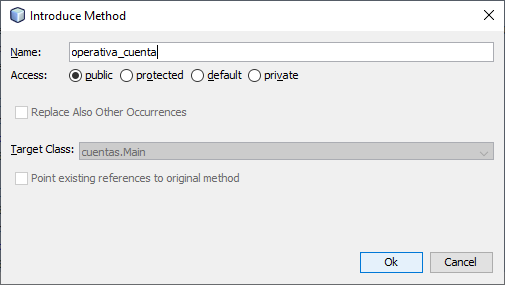 Introduce Method
Name: operativa_cuenta
Access: public protected default private
Replace Also Other Occurrences
Target Class: cuentas.Main
Point existing references to original method
Ok Cancel